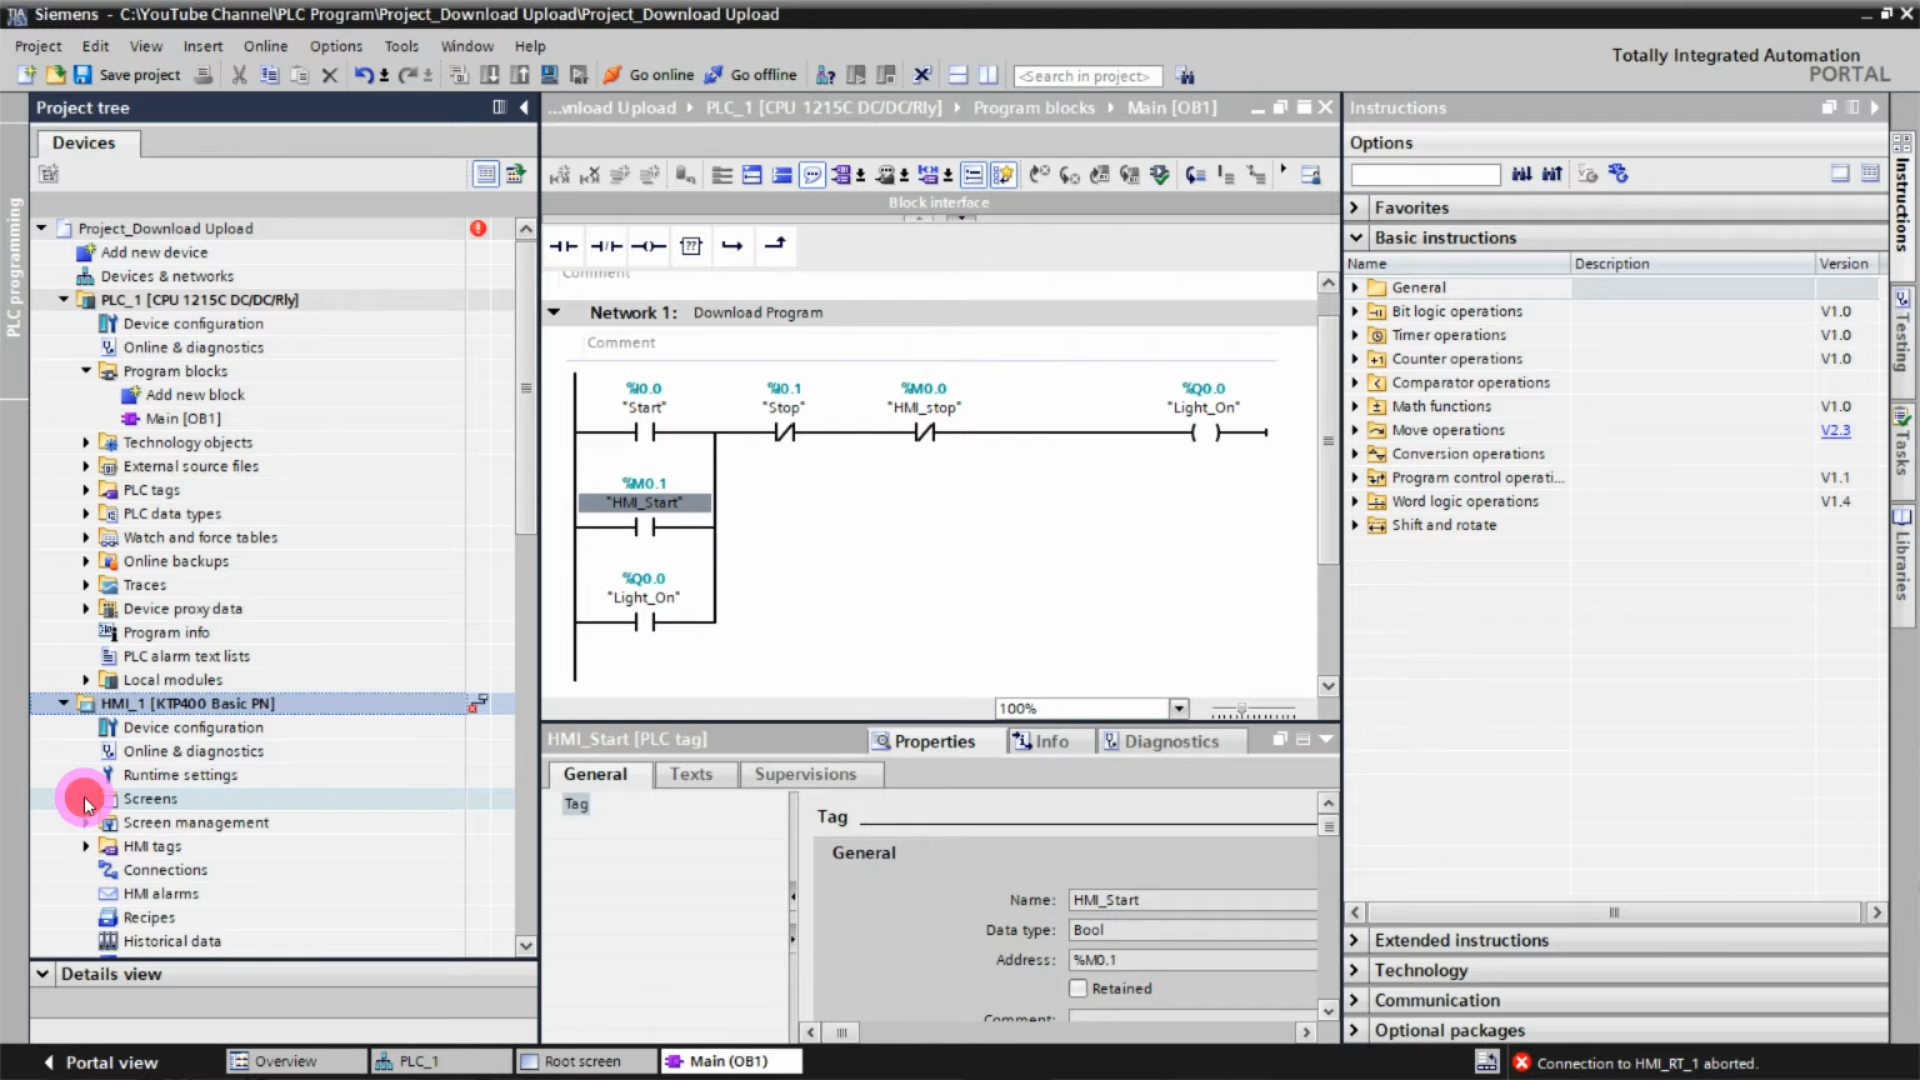 Siemens - C:\YouTube Channel\PLC Program\Project_Download Upload\Project_Download Upload
Project Edit View Insert Online Options Tools Window Help
Totally Integrated Automation
PORTAL
Save project
Go online
Go offline
<Search in project>
Project tree
...wnload Upload
PLC_1 [CPU 1215C DC/DC/Rly]
Program blocks
Main [OB1]
Instructions
Devices
Options
Block interface
PLC programming
Project_Download Upload
Add new device
Devices & networks
PLC_1 [CPU 1215C DC/DC/Rly]
Device configuration
Online & diagnostics
Program blocks
Add new block
Main [OB1]
Technology objects
External source files
PLC tags
PLC data types
Watch and force tables
Online backups
Traces
Device proxy data
Program info
PLC alarm text lists
Local modules
HMI_1 [KTP400 Basic PN]
Device configuration
Online & diagnostics
Runtime settings
Screens
Screen management
HMI tags
Connections
HMI alarms
Recipes
Historical data
Details view
Comment
Network 1: Download Program
Comment
%I0.0
"Start"
%I0.1
"Stop"
%M0.0
"HMI_stop"
%Q0.0
"Light_On"
%M0.1
"HMI_Start"
%Q0.0
"Light_On"
100%
HMI_Start [PLC tag]
Properties
Info
Diagnostics
General
Texts
Supervisions
Tag
Tag
General
Name: HMI_Start
Data type: Bool
Address: %M0.1
Retained
Comment:
Favorites
Basic instructions
Name Description Version
General
Bit logic operations V1.0
Timer operations V1.0
Counter operations V1.0
Comparator operations
Math functions V1.0
Move operations V2.3
Conversion operations
Program control operati... V1.1
Word logic operations V1.4
Shift and rotate
Extended instructions
Technology
Communication
Optional packages
Instructions
Testing
Tasks
Libraries
Portal view
Overview
PLC_1
Root screen
Main (OB1)
Connection to HMI_RT_1 aborted.